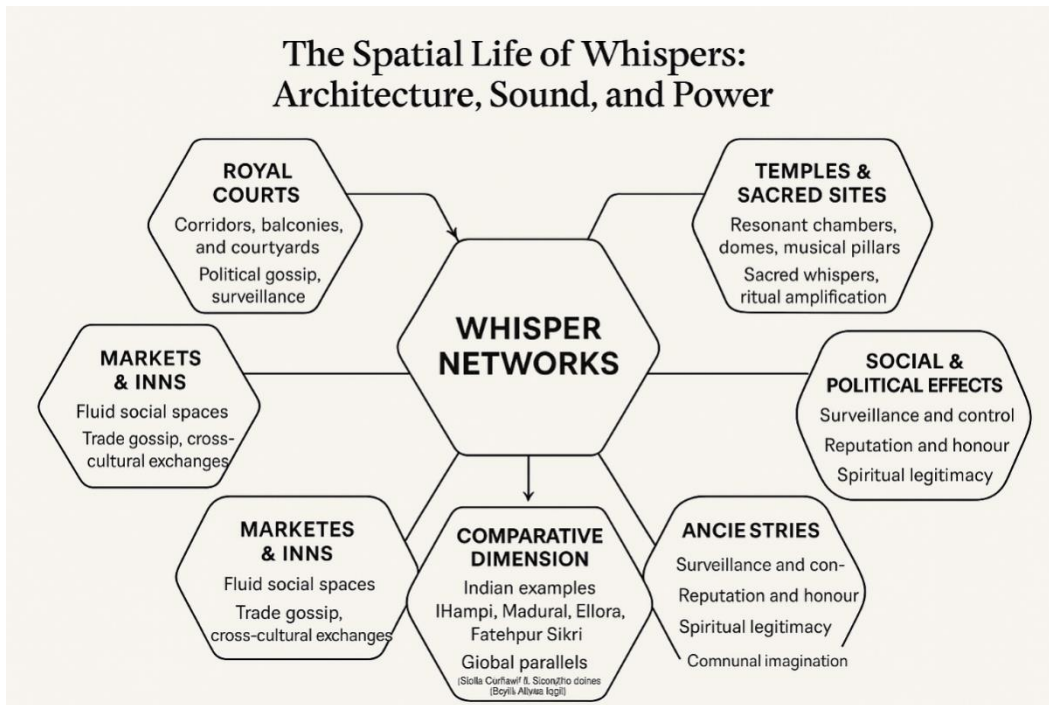 The Spatial Life of Whispers:
Architecture, Sound, and Power
ROYAL
COURTS
Corridors, balconies,
and courtyards
Political gossip,
surveillance
TEMPLES &
SACRED SITES
Resonant chambers,
domes, musical pillars
Sacred whispers,
ritual amplification
WHISPER
NETWORKS
MARKETS
& INNS
Fluid social spaces
Trade gossip, cross-
cultural exchanges
SOCIAL &
POLITICAL EFFECTS
Surveillance and control
Reputation and honour
Spiritual legitimacy
MARKETES
& INNS
Fluid social spaces
Trade gossip,
cross-cultural exchanges
COMPARATIVE
DIMENSION
Indian examples
IHampi, Madural, Ellora,
Fatehpur Sikri
Giobal parallels
ANCIESTRIES
Surveillance and con-
Reputation and honour
Spiritual legitimacy
Comnunal imagination